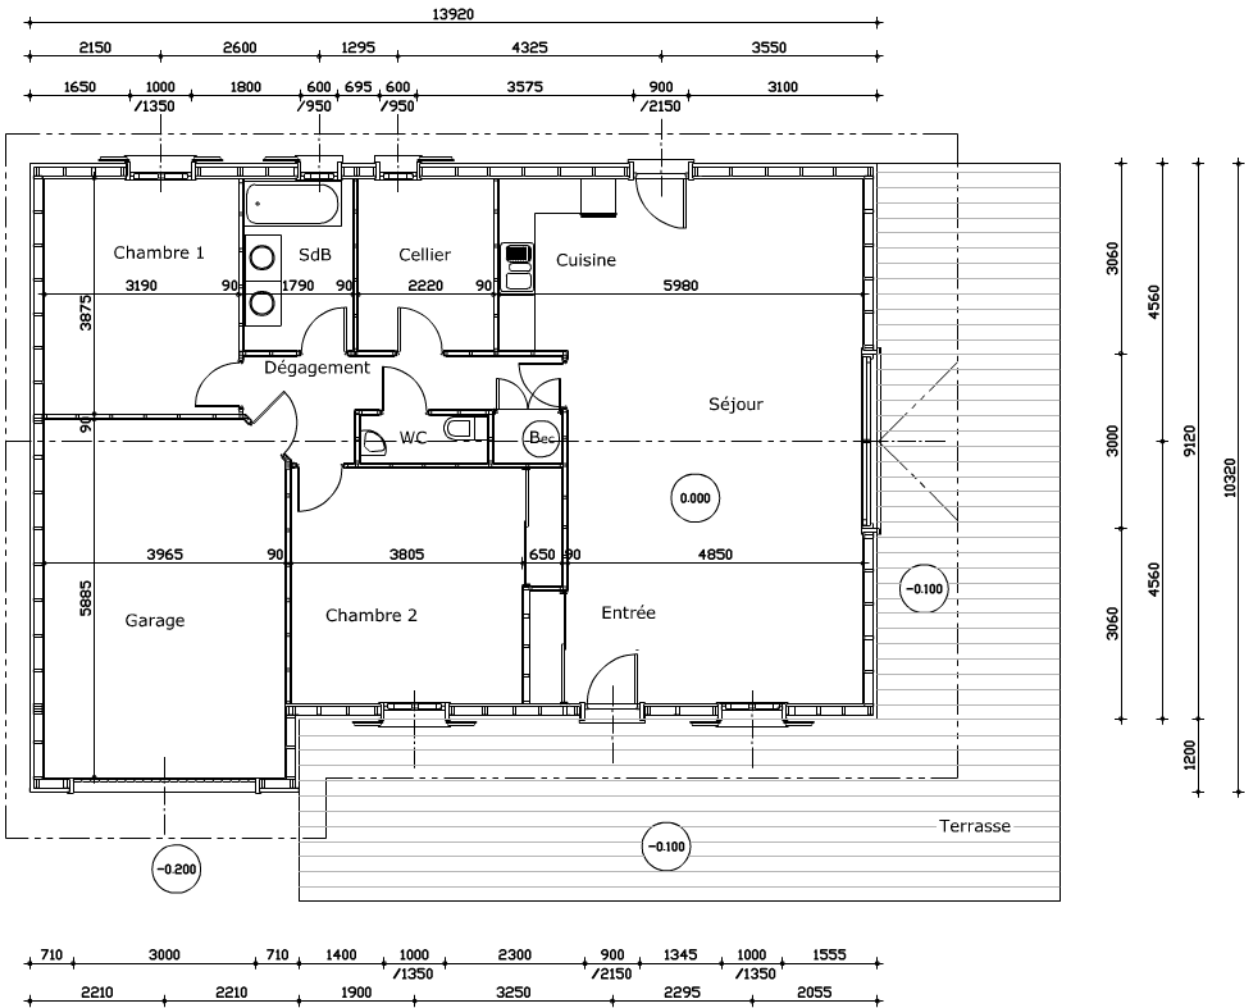 13920
2150 2600 1295 4325 3550
1650 1000 1800 600 695 600 3575 900 3100
/1350 /950 /950 /2150
Chambre 1 SdB Cellier Cuisine
3190 90 1790 90 2220 90 5980
3875
Dégagement
Séjour
90
WC Bec
0.000
3965 90 3805 650 90 4850
5885
-0.100
Garage Chambre 2 Entrée
Terrasse
-0.100
-0.200
3060
3000
3060
4560
4560
9120
1200
10320
710 3000 710 1400 1000 2300 900 1345 1000 1555
/1350 /2150 /1350
2210 2210 1900 3250 2295 2055